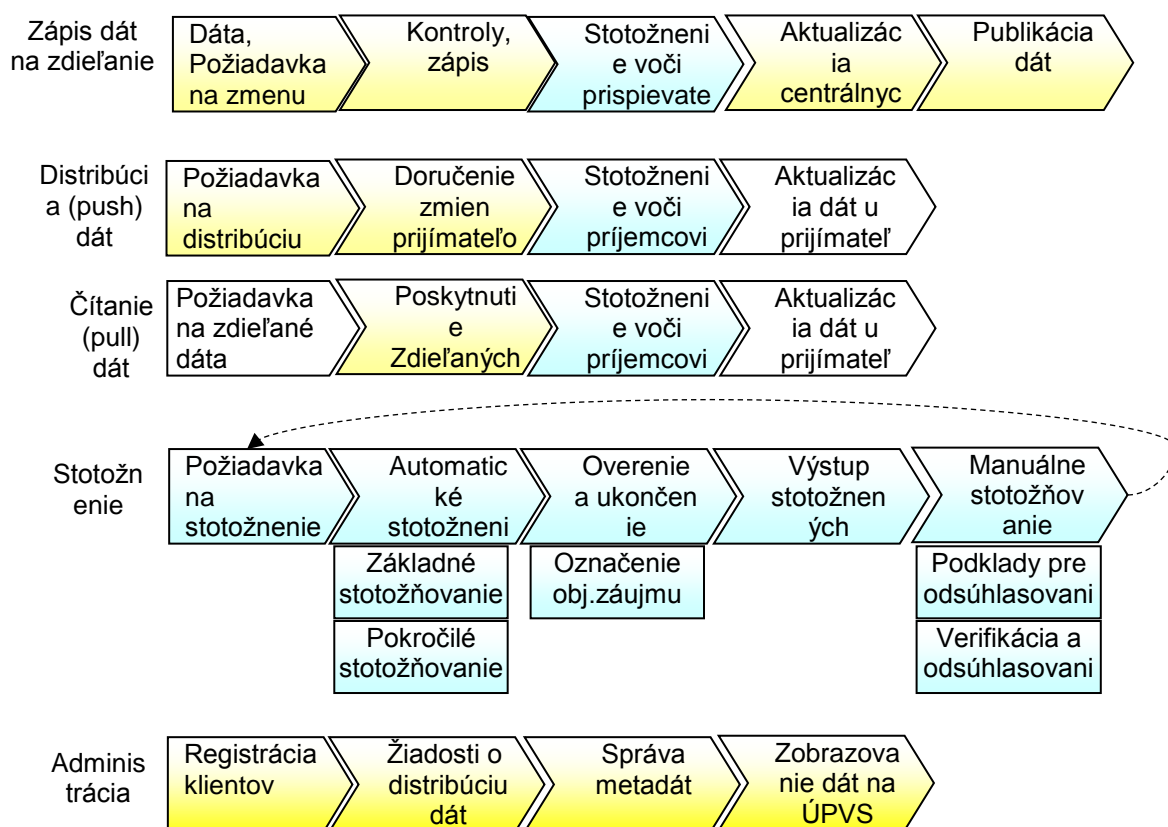 Zápis dát
na zdieľanie
Dáta,
Požiadavka
na zmenu
Kontroly,
zápis
Stotožneni
e voči
prispievate
Aktualizác
ia
centrálnyc
Publikácia
dát
Distribúci
a (push)
dát
Požiadavka
na
distribúciu
Doručenie
zmien
prijímateľo
Stotožneni
e voči
príjemcovi
Aktualizác
ia dát u
prijímateľ
Čítanie
(pull)
dát
Požiadavka
na zdieľané
dáta
Poskytnuti
e
Zdieľaných
Stotožneni
e voči
príjemcovi
Aktualizác
ia dát u
prijímateľ
Stotožn
enie
Požiadavka
na
stotožnenie
Automatic
ké
stotožneni
Overenie
a ukončen
ie
Výstup
stotožnen
ých
Manuálne
stotožňov
anie
Základné
stotožňovanie
Pokročilé
stotožňovanie
Označenie
obj.záujmu
Podklady pre
odsúhlasovani
Verifikácia a
odsúhlasovani
Adminis
trácia
Registrácia
klientov
Žiadosti o
distribúciu
dát
Správa
metadát
Zobrazova
nie dát na
ÚPVS